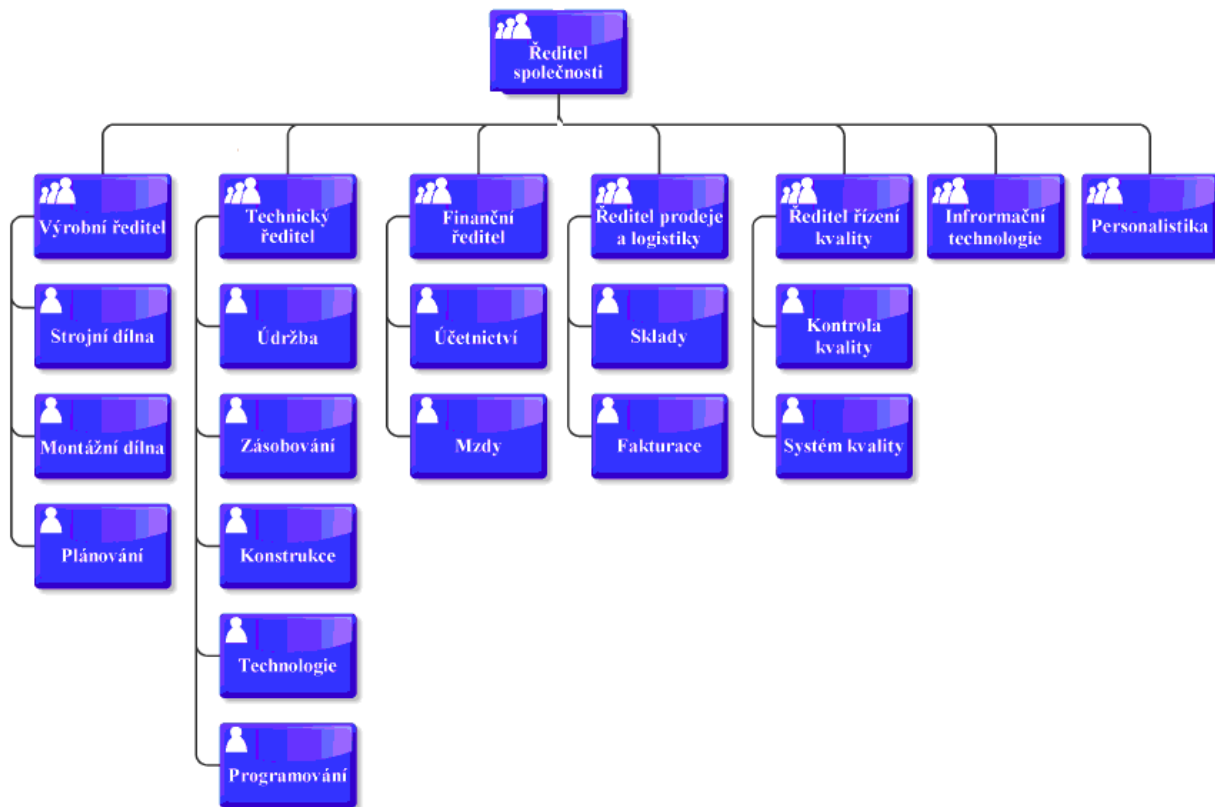 Ředitel
společnosti
Výrobní ředitel
Technický
ředitel
Finanční
ředitel
Ředitel prodeje
a logistiky
Ředitel řízení
kvality
Infrormační
technologie
Personalistika
Strojní dílna
Údržba
Účetnictví
Sklady
Kontrola
kvality
Montážní dílna
Zásobování
Mzdy
Fakturace
Systém kvality
Plánování
Konstrukce
Technologie
Programování